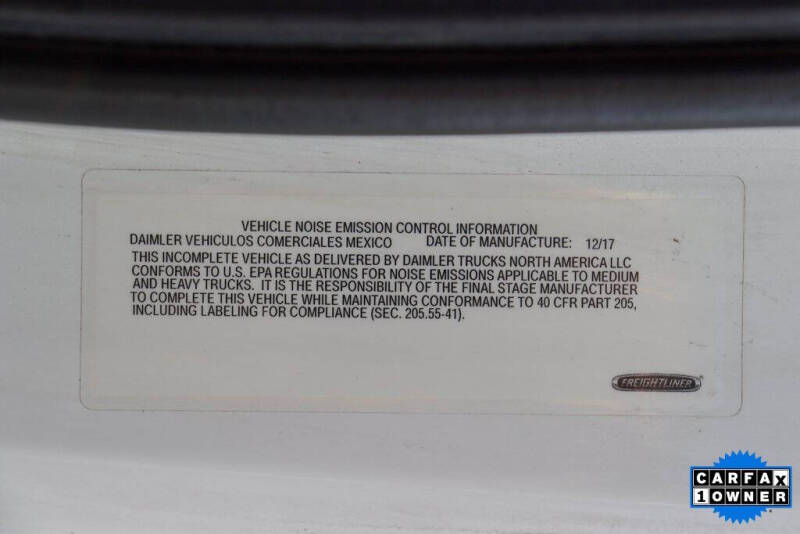 VEHICLE NOISE EMISSION CONTROL INFORMATION
DAIMLER VEHICULOS COMERCIALES MEXICO DATE OF MANUFACTURE: 12/17
THIS INCOMPLETE VEHICLE AS DELIVERED BY DAIMLER TRUCKS NORTH AMERICA LLC
CONFORMS TO U.S. EPA REGULATIONS FOR NOISE EMISSIONS APPLICABLE TO MEDIUM
AND HEAVY TRUCKS. IT IS THE RESPONSIBILITY OF THE FINAL STAGE MANUFACTURER
TO COMPLETE THIS VEHICLE WHILE MAINTAINING CONFORMANCE TO 40 CFR PART 205,
INCLUDING LABELING FOR COMPLIANCE (SEC. 205.55-41).
FREIGHTLINER
CARFAX
1 OWNER